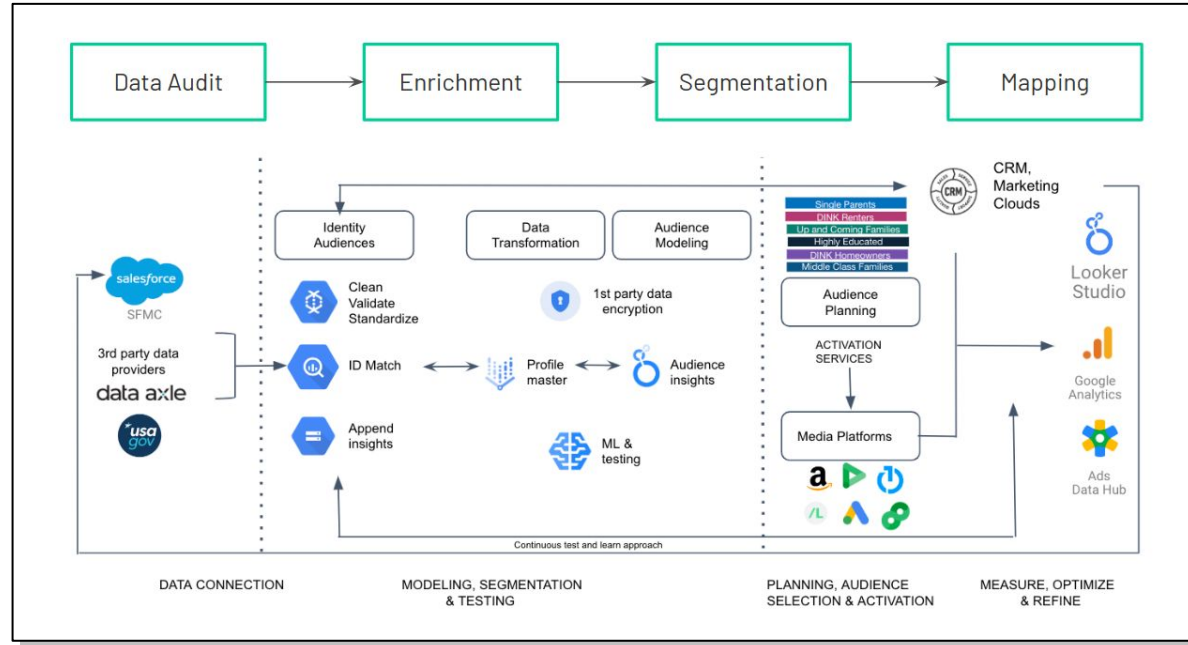 Data Audit
Enrichment
Segmentation
Mapping
CRM,
Marketing
Clouds
CRM
Identity
Audiences
Data
Transformation
Audience
Modeling
Single Parents
DINK Renters
Up and Coming Families
Highly Educated
DINK Homeowners
Middle Class Families
Audience
Planning
salesforce
SFMC
Clean
Validate
Standardize
1st party data
encryption
Looker
Studio
3rd party data
providers
data axle
usa
gov
ID Match
Profile
master
Audience
insights
ACTIVATION
SERVICES
Google
Analytics
Append
insights
ML &
testing
Media Platforms
a
/L
Ads
Data Hub
Continuous test and learn approach
DATA CONNECTION
MODELING, SEGMENTATION
& TESTING
PLANNING, AUDIENCE
SELECTION & ACTIVATION
MEASURE, OPTIMIZE
& REFINE